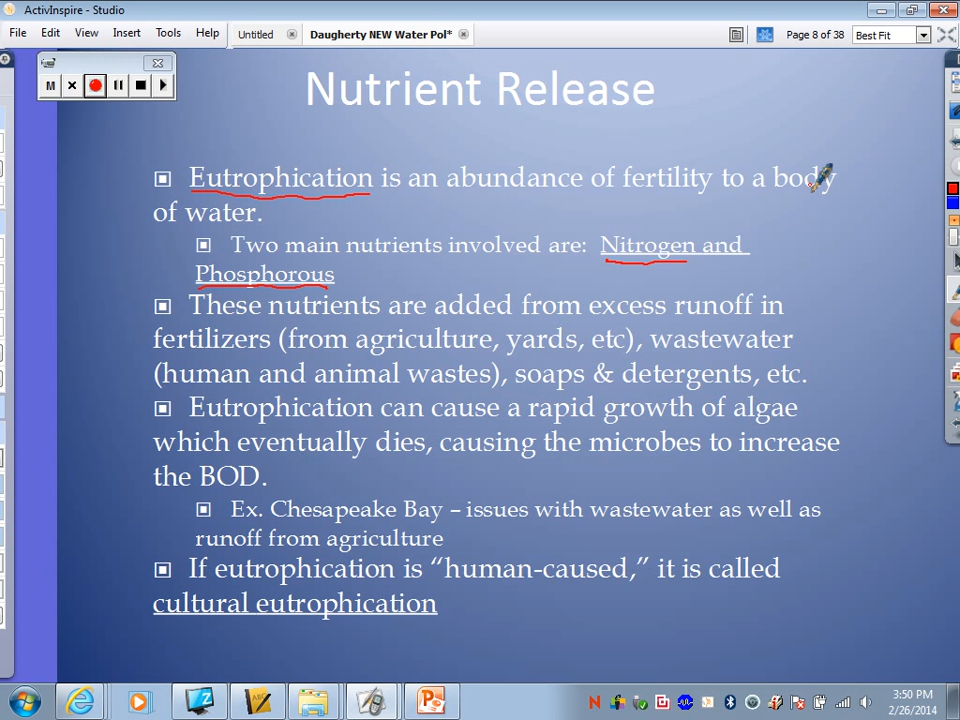 ActivInspire - Studio
File Edit View Insert Tools Help Untitled Daugherty NEW Water Pol* Page 8 of 38 Best Fit
M
Nutrient Release
Eutrophication is an abundance of fertility to a body
of water.
Two main nutrients involved are: Nitrogen and
Phosphorous
These nutrients are added from excess runoff in
fertilizers (from agriculture, yards, etc), wastewater
(human and animal wastes), soaps & detergents, etc.
Eutrophication can cause a rapid growth of algae
which eventually dies, causing the microbes to increase
the BOD.
Ex. Chesapeake Bay – issues with wastewater as well as
runoff from agriculture
If eutrophication is “human-caused,” it is called
cultural eutrophication
3:50 PM
2/26/2014